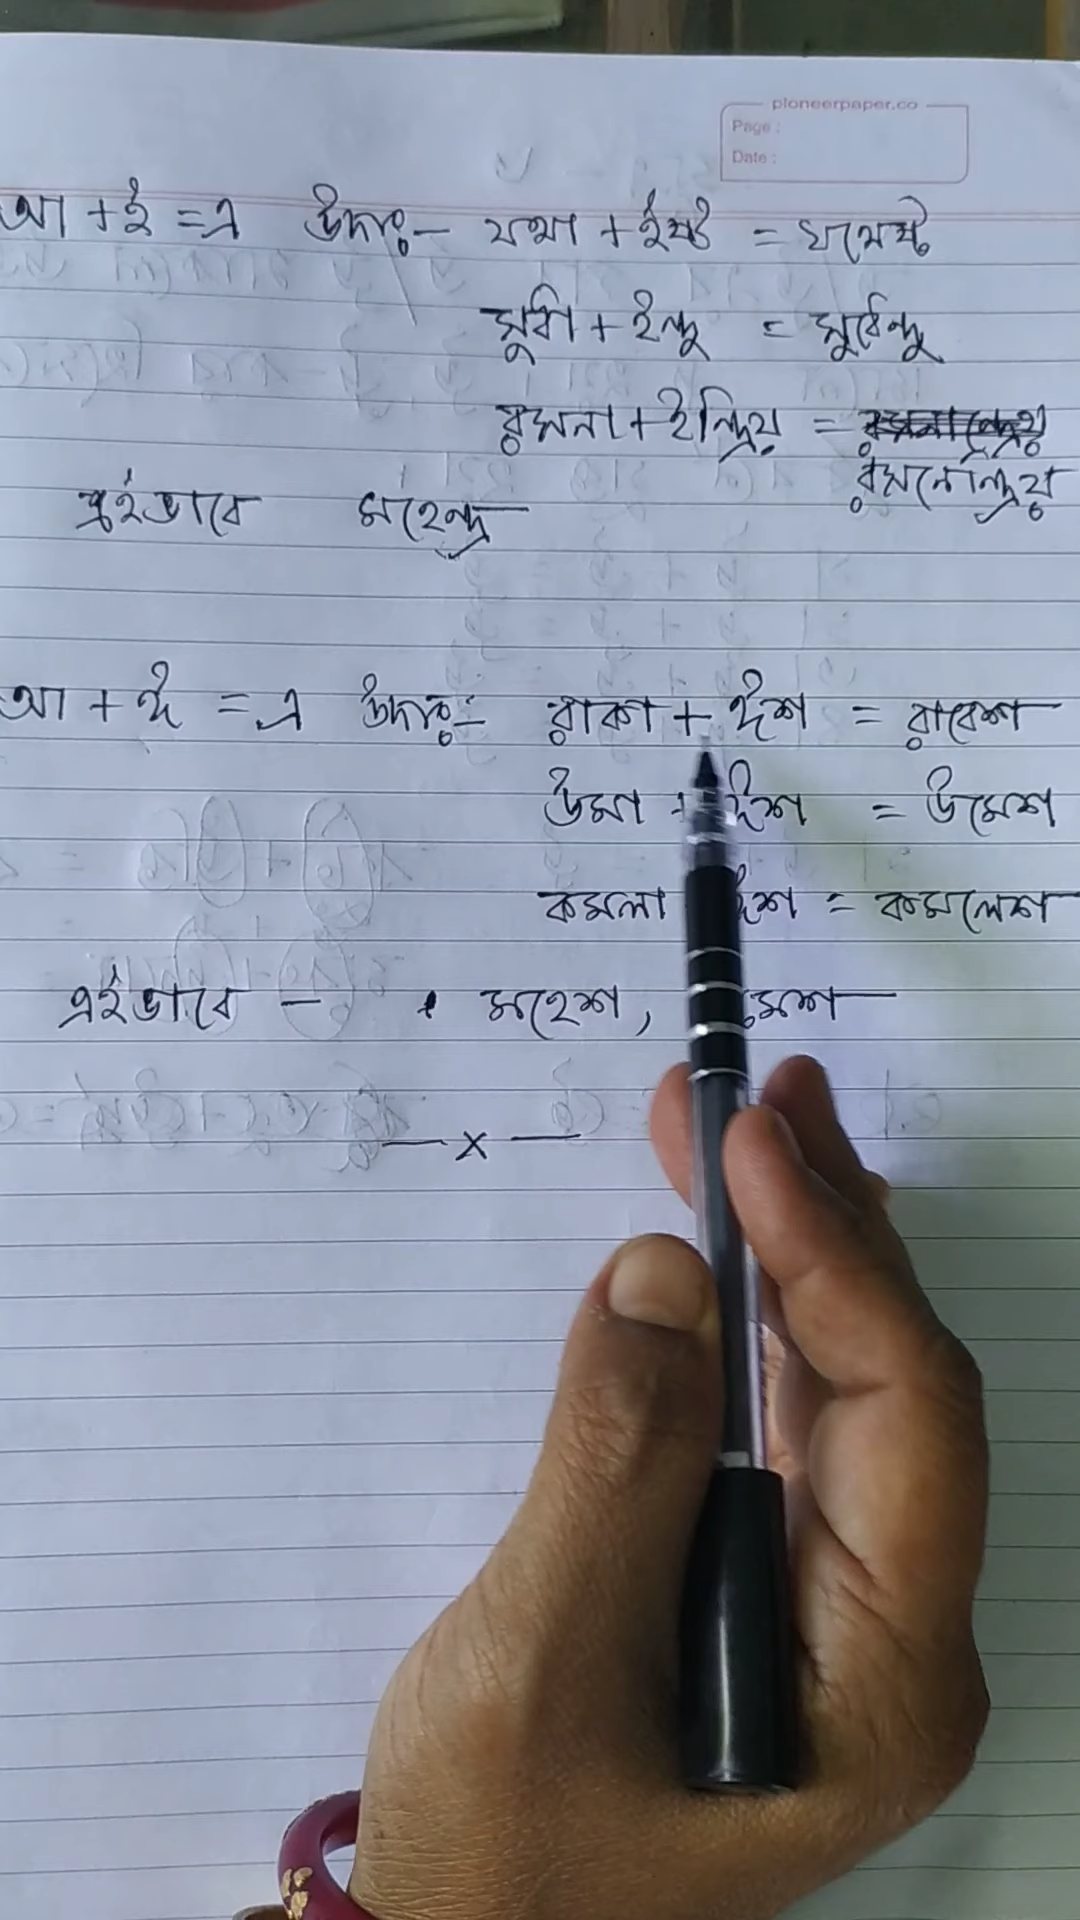 pioneerpaper.co
Page :
Date :
আ + ই = এ উদাঃ- যথা + ইষ্ট = যথেষ্ট
সুধা + ইন্দু = সুধেন্দু
রসনা + ইন্দ্রিয় =
রসনেন্দ্রিয়
এইভাবে মহেন্দ্র
আ + ঈ = এ উদাঃ- রাকা + ঈশ = রাকেশ
উমা + ঈশ = উমেশ
কমলা ঈশ = কমলেশ
এইভাবে - মহেশ,
— x —